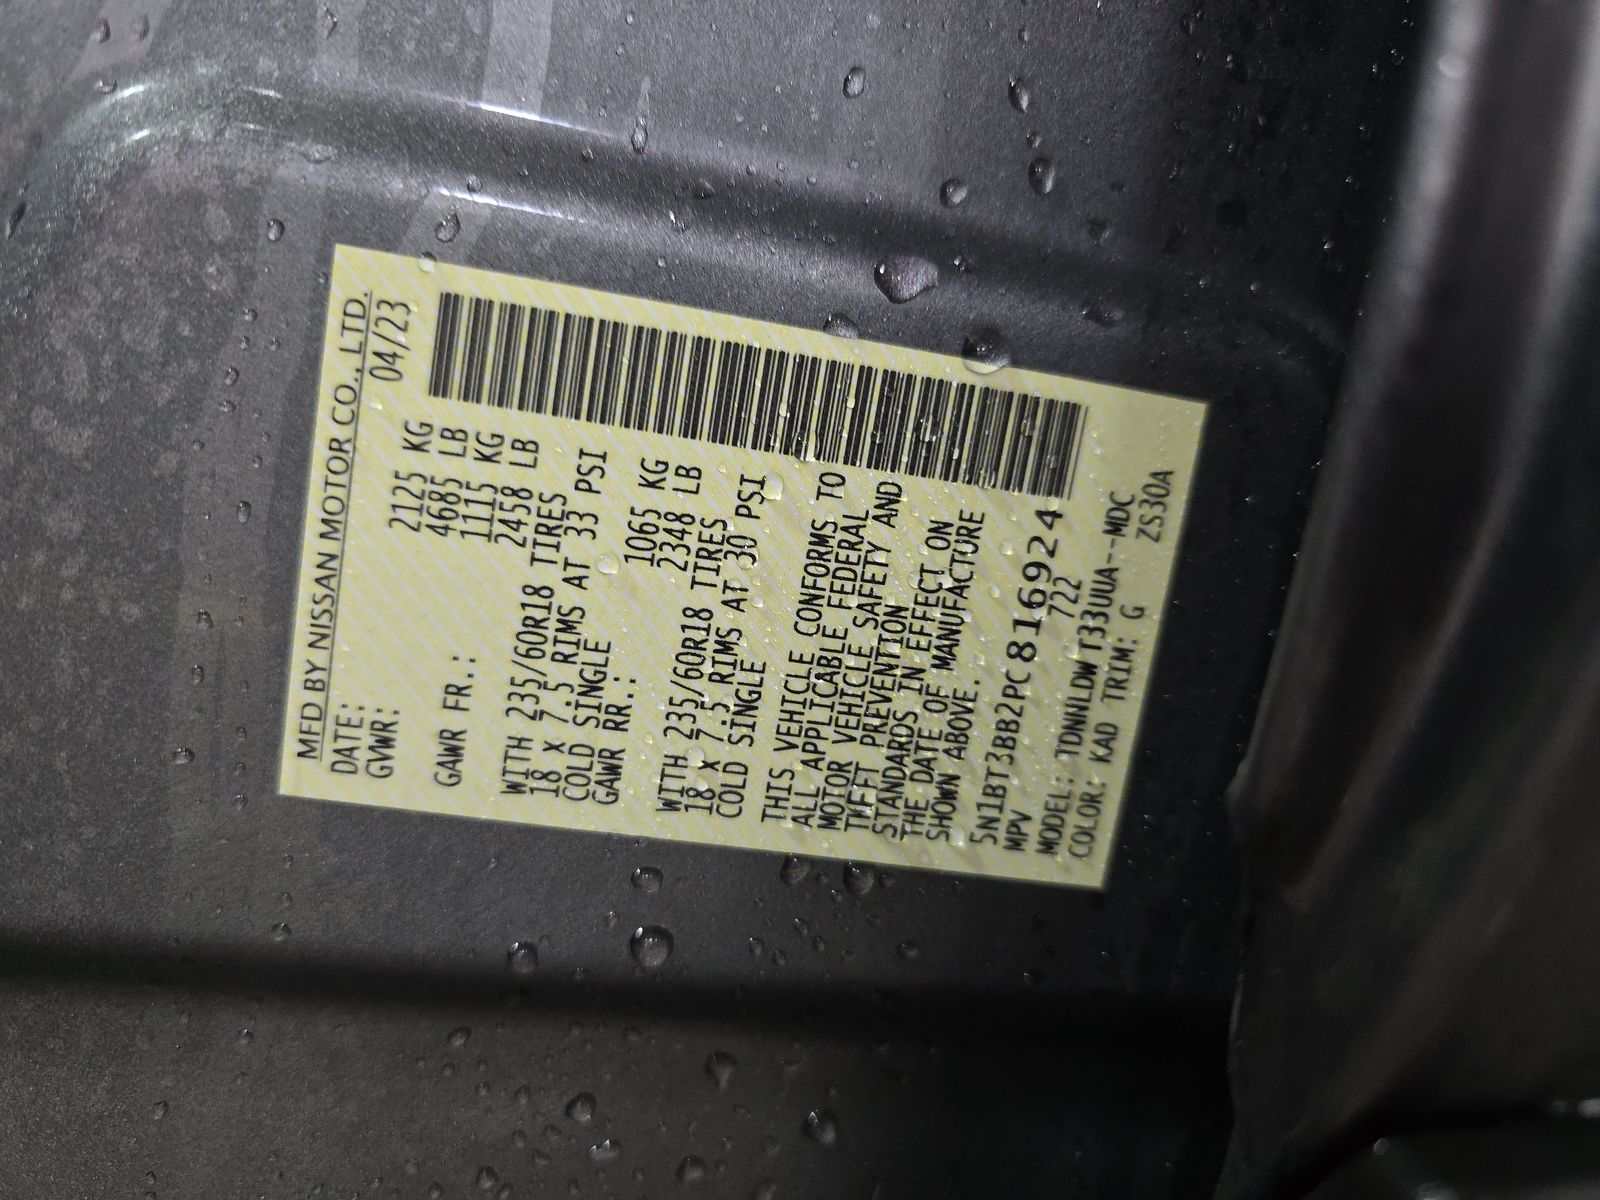 MFD BY NISSAN MOTOR CO., LTD.
DATE: 04/23
GVWR: 2125 KG
4685 LB
GAWR FR.: 1115 KG
2458 LB
WITH 235/60R18 TIRES
18 X 7.5 RIMS AT 33 PSI
COLD SINGLE
GAWR RR.: 1065 KG
2348 LB
WITH 235/60R18 TIRES
18 X 7.5 RIMS AT 30 PSI
COLD SINGLE
THIS VEHICLE CONFORMS TO
ALL APPLICABLE FEDERAL
MOTOR VEHICLE SAFETY AND
THEFT PREVENTION
STANDARDS IN EFFECT ON
THE DATE OF MANUFACTURE
SHOWN ABOVE.
5N1BT3BB2PC816924
MPV 722
MODEL: TDNNLDWT33UUA--MDC
COLOR: KAD TRIM: G ZS30A